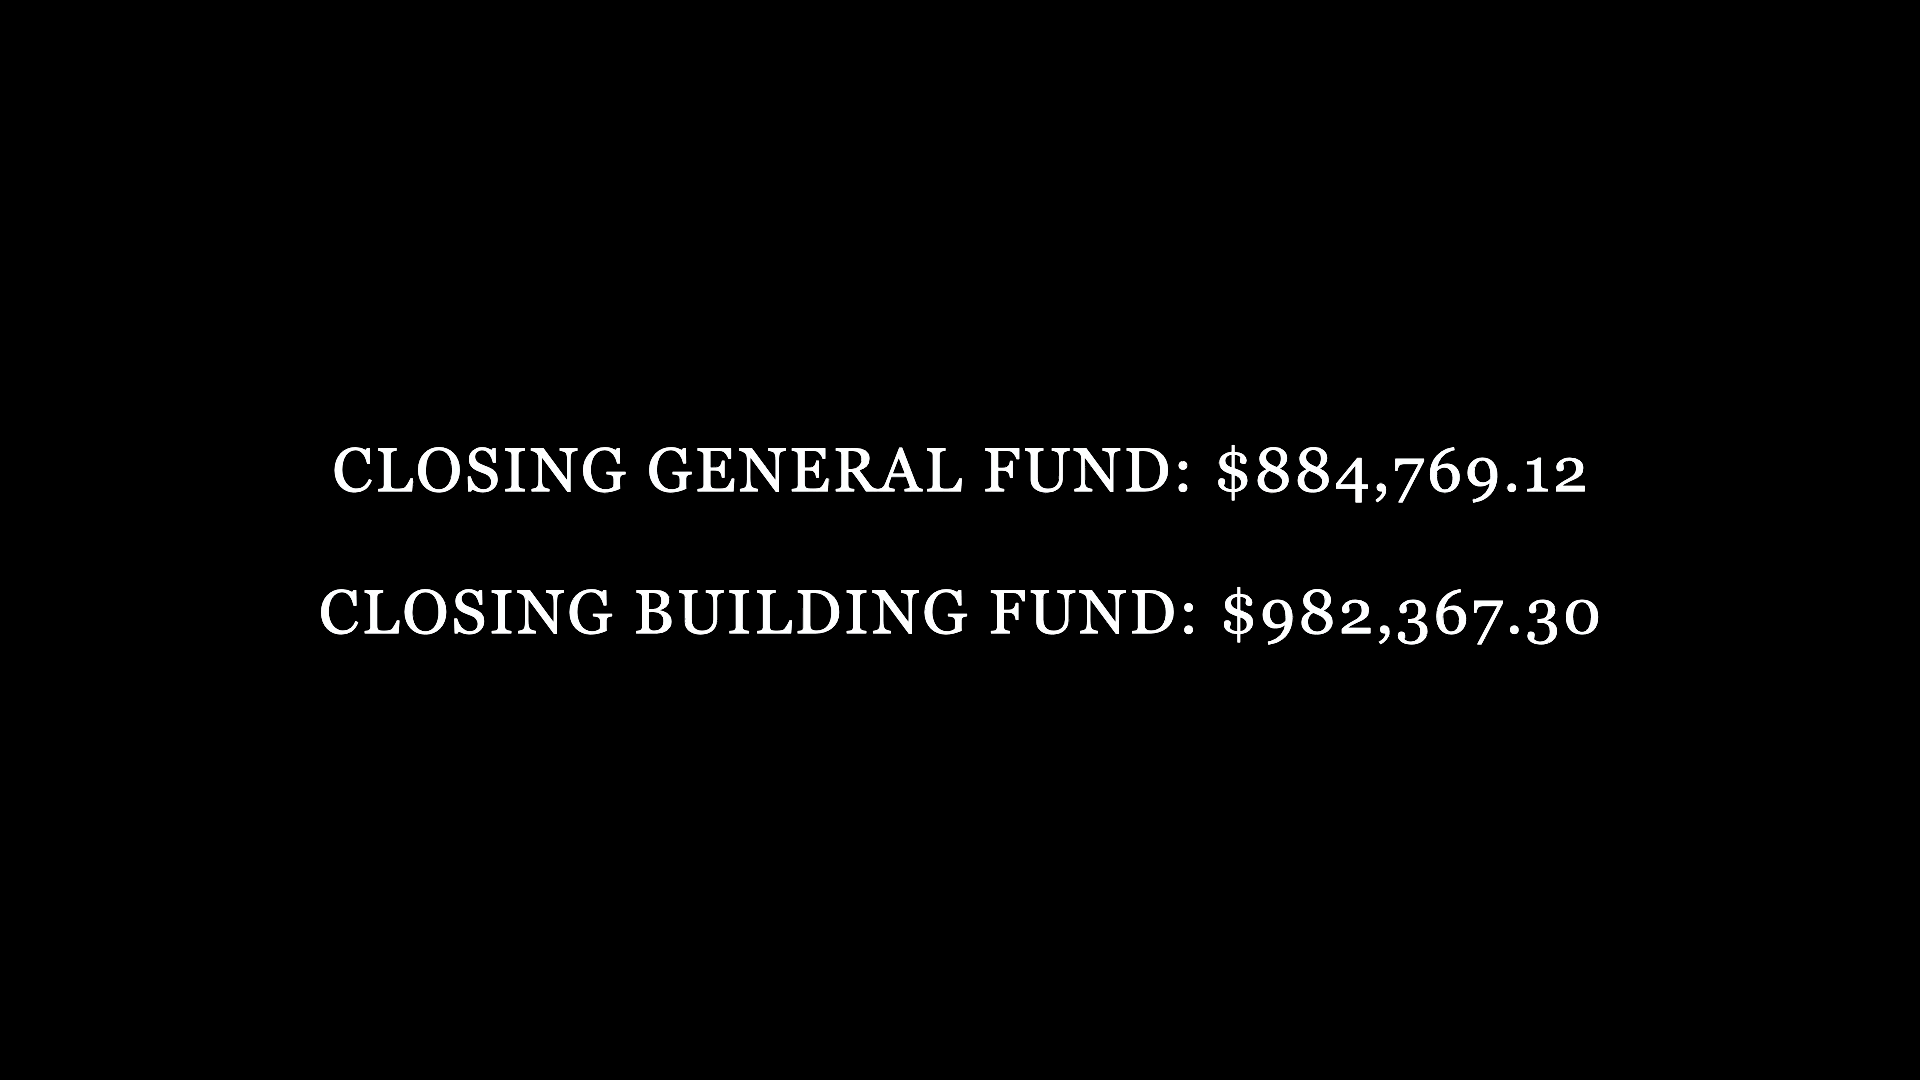 CLOSING GENERAL FUND: $884,769.12
CLOSING BUILDING FUND: $982,367.30